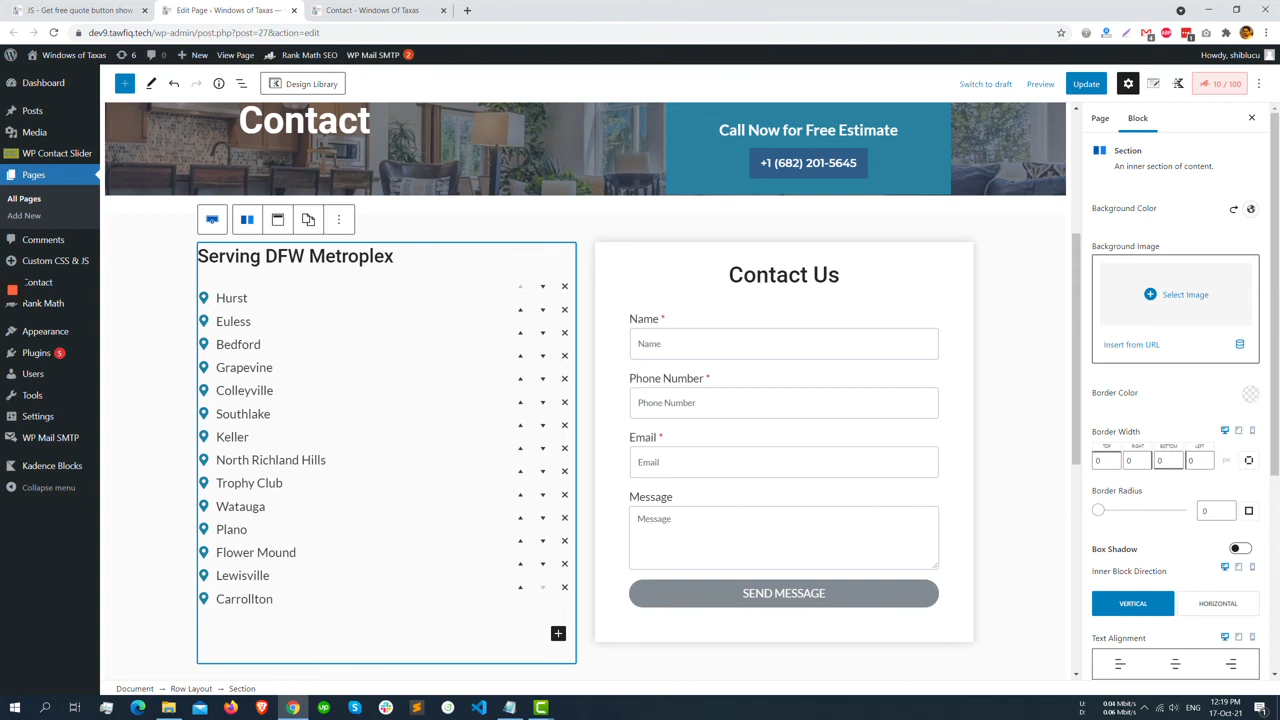 JS - Get free quote button show
Edit Page ‹ Windows of Taxas —
Contact - Windows Of Taxas
dev9.tawfiq.tech/wp-admin/post.php?post=27&action=edit
4
1
Windows of Taxas
6
0
New
View Page
Rank Math SEO
WP Mail SMTP 2
Howdy, shiblucu
Dashboard
Posts
Media
WP Contact Slider
Pages
All Pages
Add New
Comments
Custom CSS & JS
Contact
Rank Math
Appearance
Plugins 5
Users
Tools
Settings
WP Mail SMTP
Kadence Blocks
Collapse menu
Design Library
Switch to draft
Preview
Update
10 / 100
Contact
Call Now for Free Estimate
+1 (682) 201-5645
Serving DFW Metroplex
Hurst
Euless
Bedford
Grapevine
Colleyville
Southlake
Keller
North Richland Hills
Trophy Club
Watauga
Plano
Flower Mound
Lewisville
Carrollton
Contact Us
Name *
Name
Phone Number *
Phone Number
Email *
Email
Message
Message
SEND MESSAGE
Page
Block
Section
An inner section of content.
Background Color
Background Image
Select Image
Insert from URL
Border Color
Border Width
TOP RIGHT BOTTOM LEFT
0 0 0 0 px
Border Radius
0
Box Shadow
Inner Block Direction
VERTICAL
HORIZONTAL
Text Alignment
Document → Row Layout → Section
U: 0.04 Mbit/s
D: 0.06 Mbit/s
ENG
12:19 PM
17-Oct-21
1